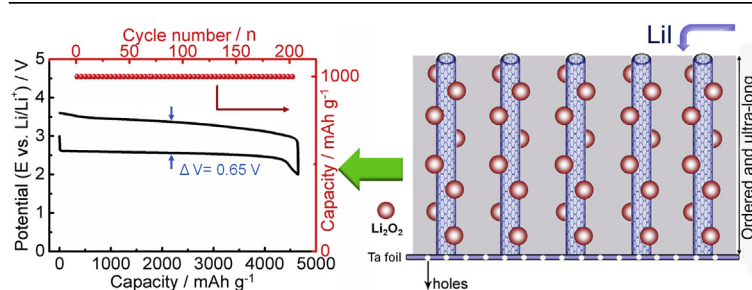 Cycle number / n
0 50 100 150 200
5
4
3
2
1
0
Potential (E vs. Li/Li⁺) / V
1000
0
Capacity / mAh g⁻¹
Δ V= 0.65 V
0 1000 2000 3000 4000 5000
Capacity / mAh g⁻¹
LiI
Ordered and ultra-long
Li₂O₂
Ta foil
holes